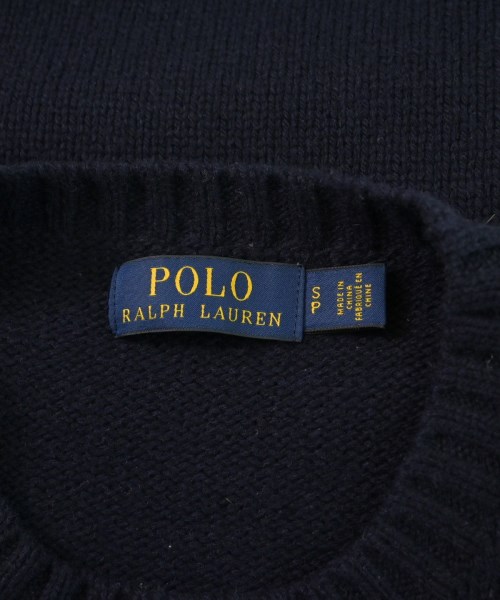 POLO
RALPH LAUREN
S
P
MADE IN
CHINA
FABRIQUÉ EN
CHINE